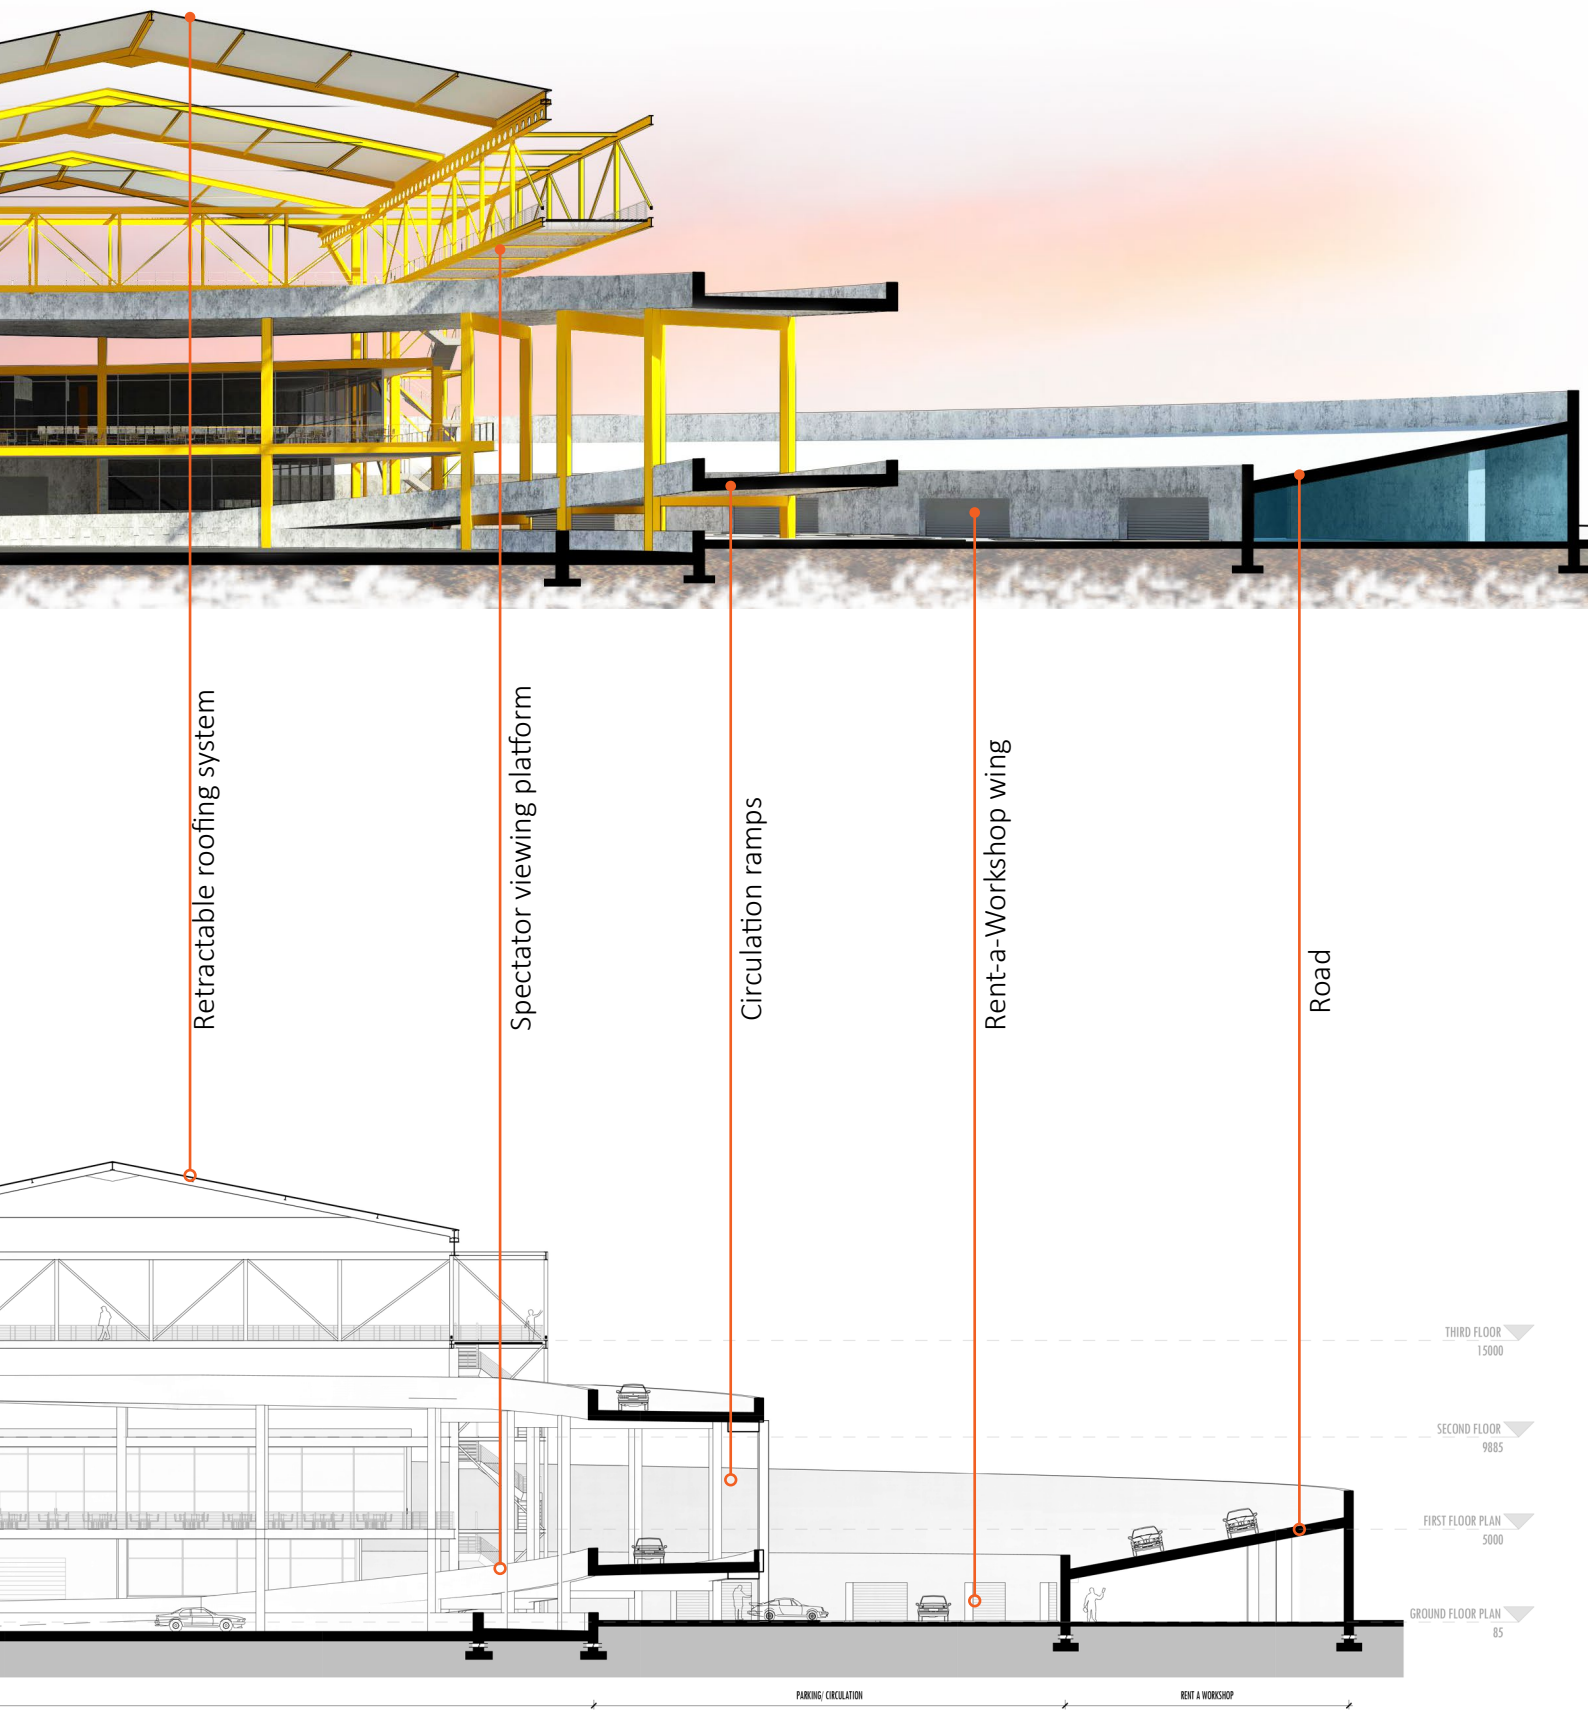 Retractable roofing system
Spectator viewing platform
Circulation ramps
Rent-a-Workshop wing
Road
THIRD FLOOR
15000
SECOND FLOOR
9885
FIRST FLOOR PLAN
5000
GROUND FLOOR PLAN
85
PARKING/ CIRCULATION
RENT A WORKSHOP